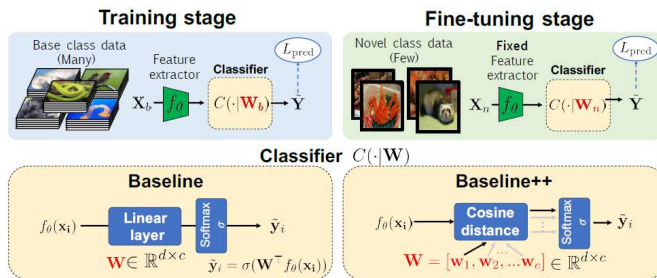 Training stage
Base class data
(Many)
Feature
extractor
Classifier
L_pred
X_b
f_θ
C(·|W_b)
Ỹ
Fine-tuning stage
Novel class data
(Few)
Fixed
Feature
extractor
Classifier
L_pred
X_n
f_θ
C(·|W_n)
Ỹ
Classifier C(·|W)
Baseline
f_θ(x_i)
Linear
layer
Softmax
σ
ỹ_i
W ∈ ℝ^{d×c}
ỹ_i = σ(W^⊤ f_θ(x_i))
Baseline++
f_θ(x_i)
Cosine
distance
...
Softmax
σ
ỹ_i
...
W = [w_1, w_2, ... w_c] ∈ ℝ^{d×c}